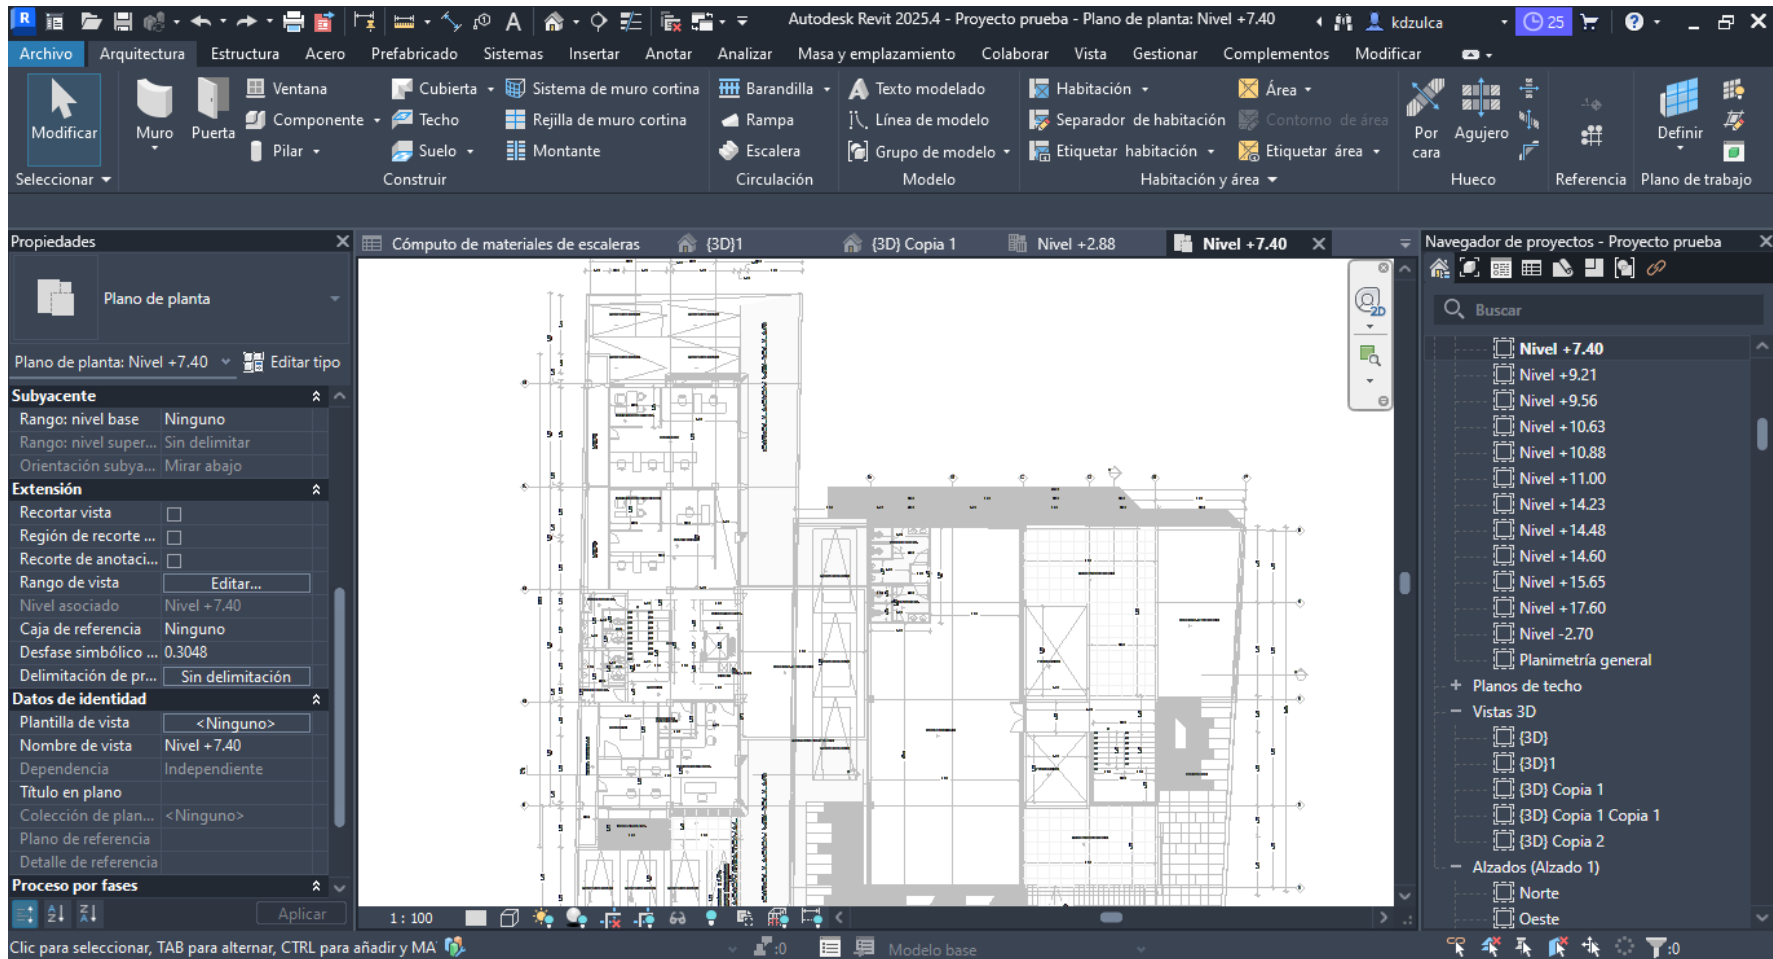 Autodesk Revit 2025.4 - Proyecto prueba - Plano de planta: Nivel +7.40
kdzulca
25
Archivo Arquitectura Estructura Acero Prefabricado Sistemas Insertar Anotar Analizar Masa y emplazamiento Colaborar Vista Gestionar Complementos Modificar
Modificar
Seleccionar
Muro
Puerta
Ventana
Componente
Pilar
Cubierta
Techo
Suelo
Sistema de muro cortina
Rejilla de muro cortina
Montante
Construir
Barandilla
Rampa
Escalera
Circulación
Texto modelado
Línea de modelo
Grupo de modelo
Modelo
Habitación
Separador de habitación
Etiquetar habitación
Área
Contorno de área
Etiquetar área
Habitación y área
Por
cara
Agujero
Hueco
Referencia
Definir
Plano de trabajo
Propiedades
Plano de planta
Plano de planta: Nivel +7.40
Editar tipo
Subyacente
Rango: nivel base Ninguno
Rango: nivel super... Sin delimitar
Orientación subya... Mirar abajo
Extensión
Recortar vista
Región de recorte ...
Recorte de anotaci...
Rango de vista Editar...
Nivel asociado Nivel +7.40
Caja de referencia Ninguno
Desfase simbólico ... 0.3048
Delimitación de pr... Sin delimitación
Datos de identidad
Plantilla de vista <Ninguno>
Nombre de vista Nivel +7.40
Dependencia Independiente
Título en plano
Colección de plan... <Ninguno>
Plano de referencia
Detalle de referencia
Proceso por fases
Aplicar
Cómputo de materiales de escaleras {3D}1 {3D} Copia 1 Nivel +2.88 Nivel +7.40
2D
1 : 100
Navegador de proyectos - Proyecto prueba
Buscar
Nivel +7.40
Nivel +9.21
Nivel +9.56
Nivel +10.63
Nivel +10.88
Nivel +11.00
Nivel +14.23
Nivel +14.48
Nivel +14.60
Nivel +15.65
Nivel +17.60
Nivel -2.70
Planimetría general
Planos de techo
Vistas 3D
{3D}
{3D}1
{3D} Copia 1
{3D} Copia 1 Copia 1
{3D} Copia 2
Alzados (Alzado 1)
Norte
Oeste
Clic para seleccionar, TAB para alternar, CTRL para añadir y MA
:0
Modelo base
:0